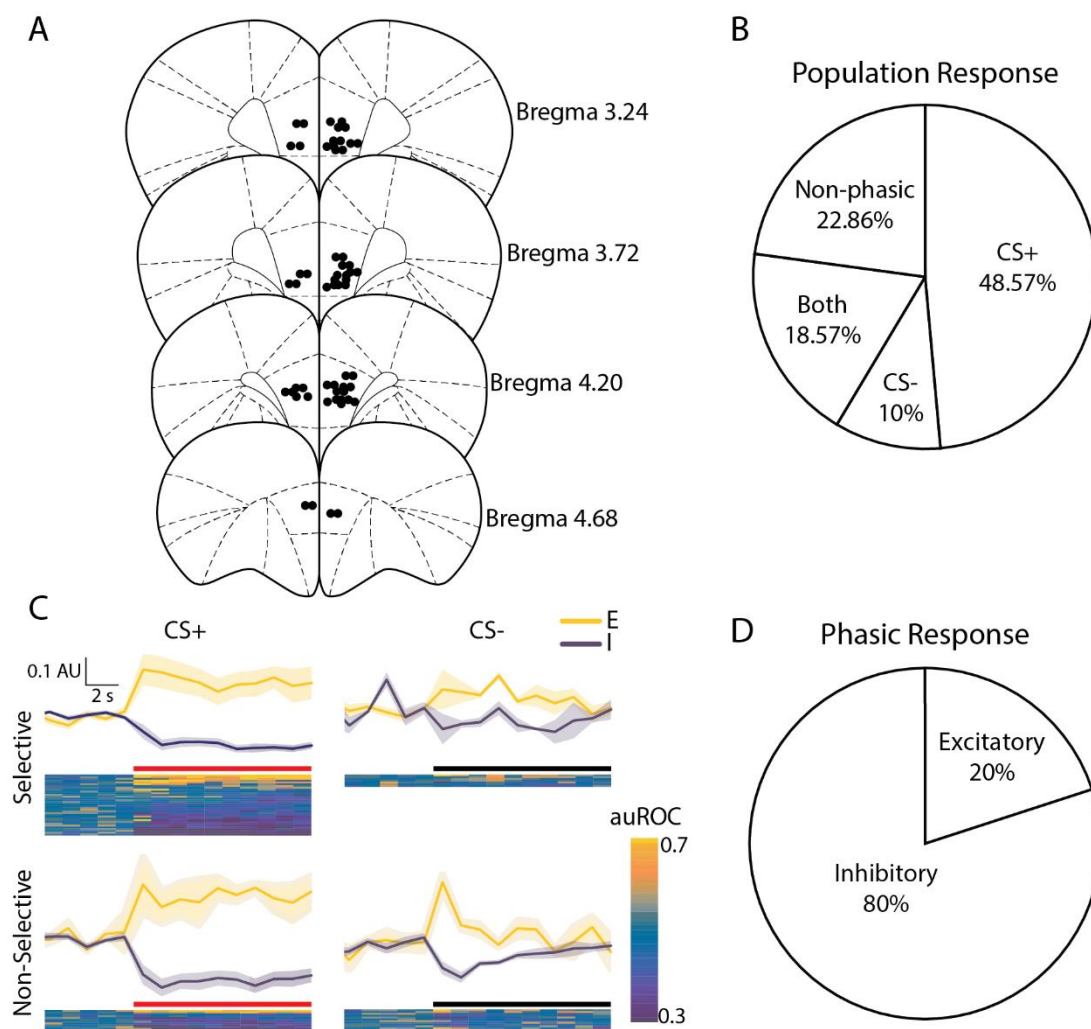 A
Bregma 3.24
Bregma 3.72
Bregma 4.20
Bregma 4.68
B
Population Response
Non-phasic
22.86%
CS+
48.57%
Both
18.57%
CS-
10%
C
CS+
CS-
E
I
0.1 AU
2 s
Selective
Non-Selective
auROC
0.7
0.3
D
Phasic Response
Excitatory
20%
Inhibitory
80%